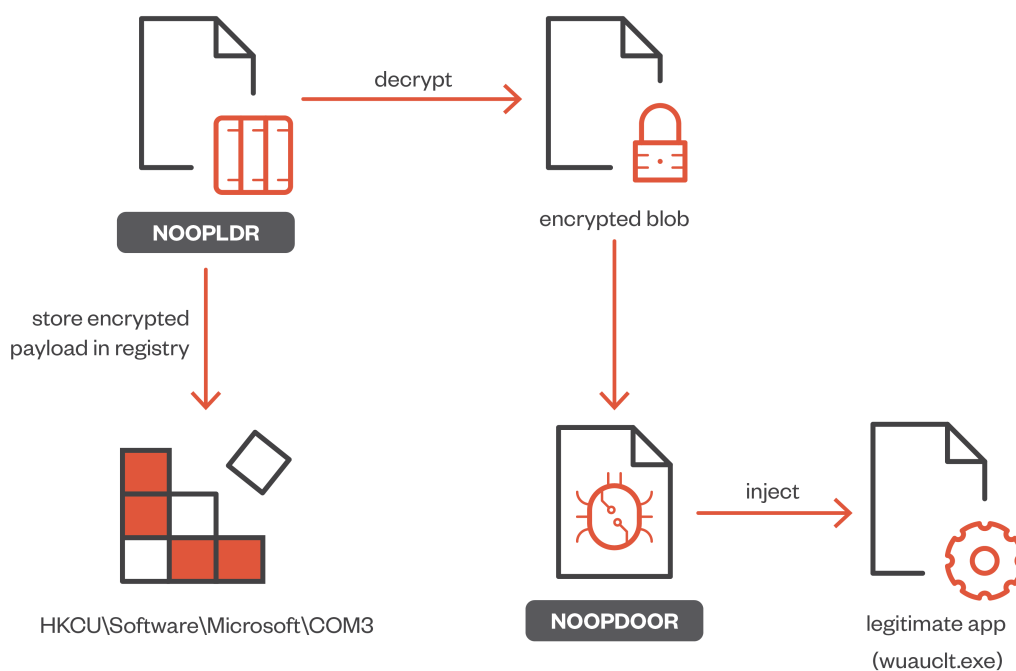 decrypt
NOOPLDR
encrypted blob
store encrypted
payload in registry
inject
HKCU\Software\Microsoft\COM3
NOOPDOOR
legitimate app
(wuauclt.exe)